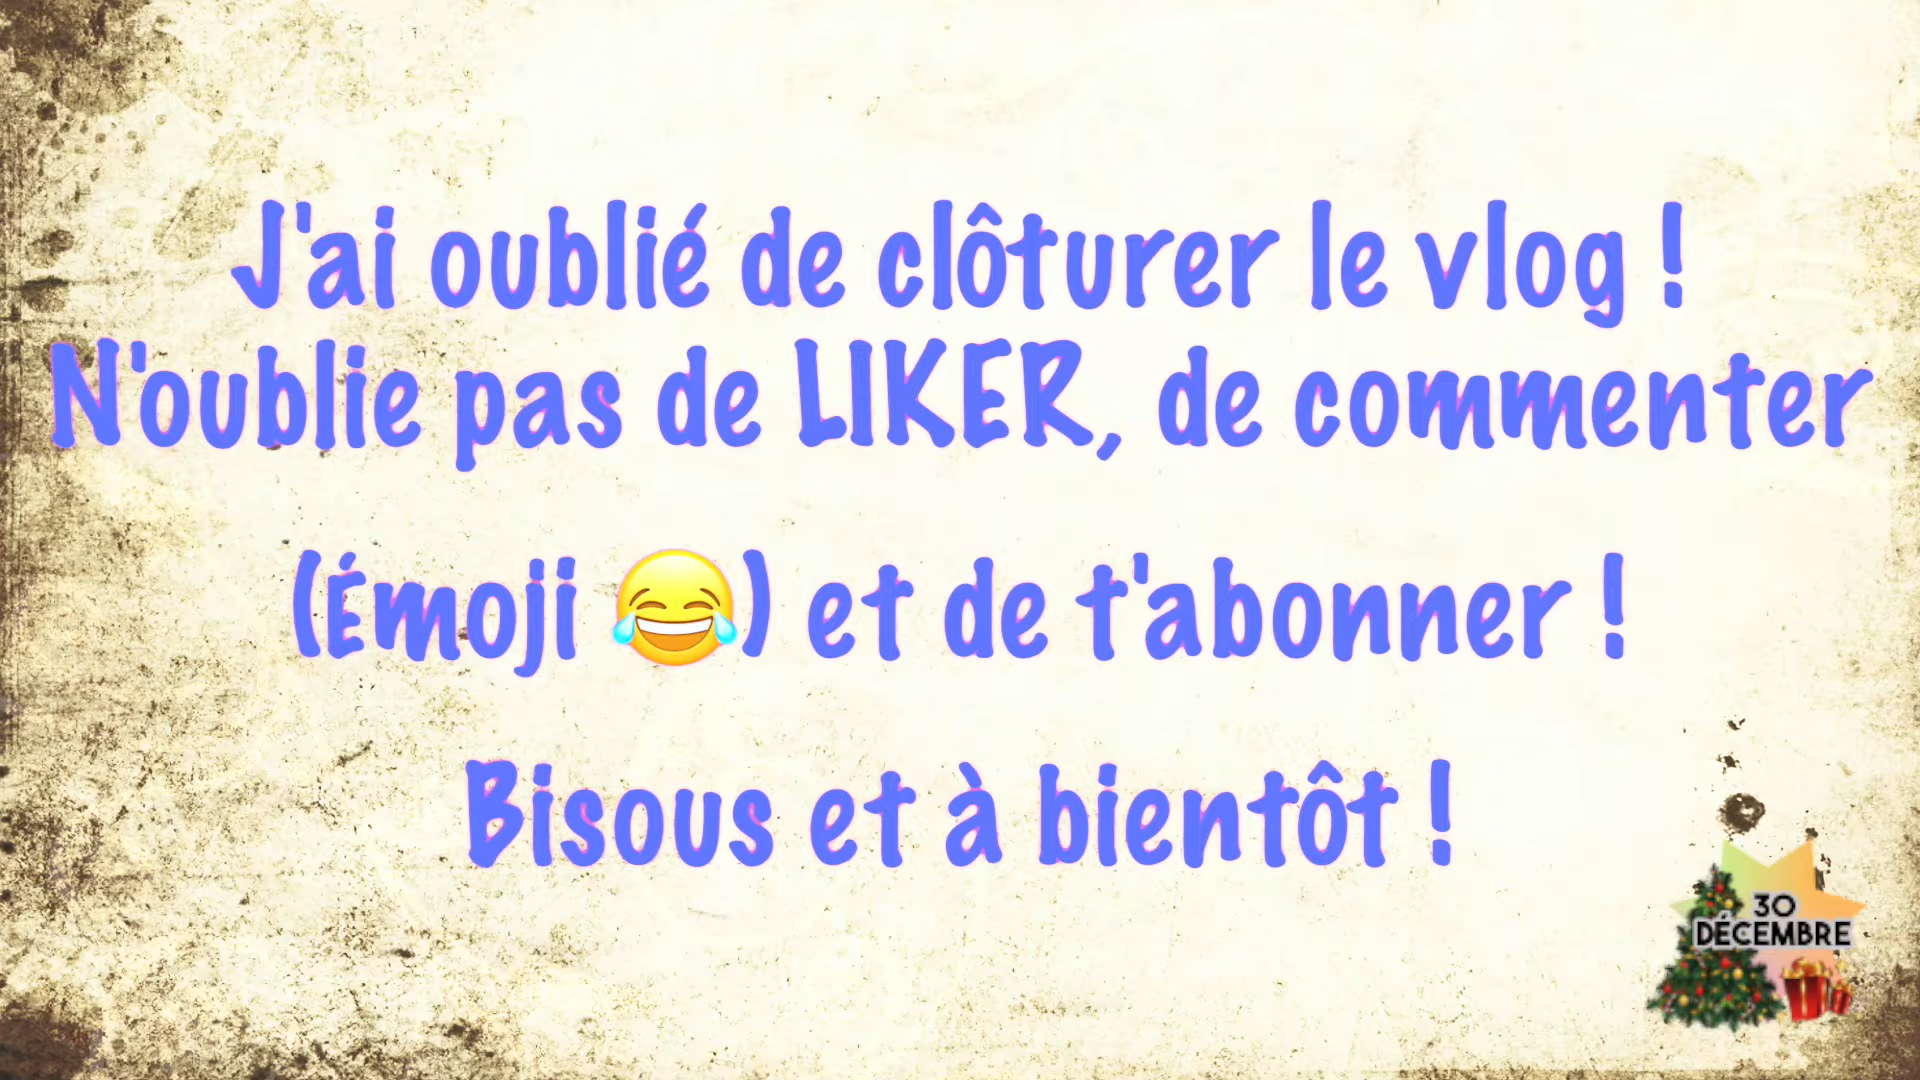 J'ai oublié de clôturer le vlog !
N'oublie pas de LIKER, de commenter
(Émoji 😂) et de t'abonner !
Bisous et à bientôt !
30
DÉCEMBRE